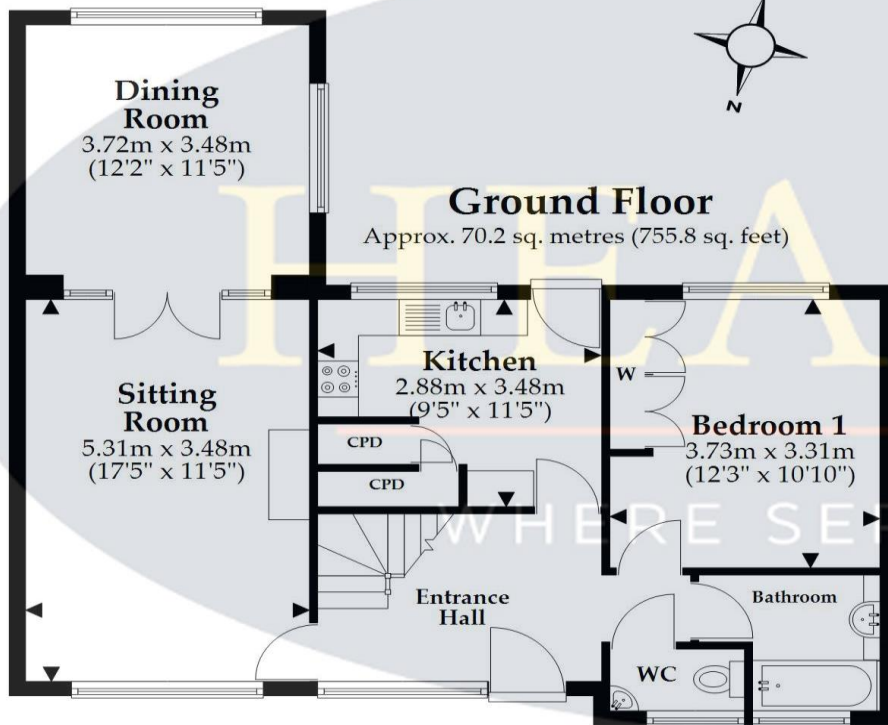 Dining
Room
3.72m x 3.48m
(12'2" x 11'5")
N
Ground Floor
Approx. 70.2 sq. metres (755.8 sq. feet)
HEA
Kitchen
2.88m x 3.48m
(9'5" x 11'5")
Sitting
Room
5.31m x 3.48m
(17'5" x 11'5")
W
Bedroom 1
3.73m x 3.31m
(12'3" x 10'10")
CPD
CPD
WHERE SE
Entrance
Hall
Bathroom
WC